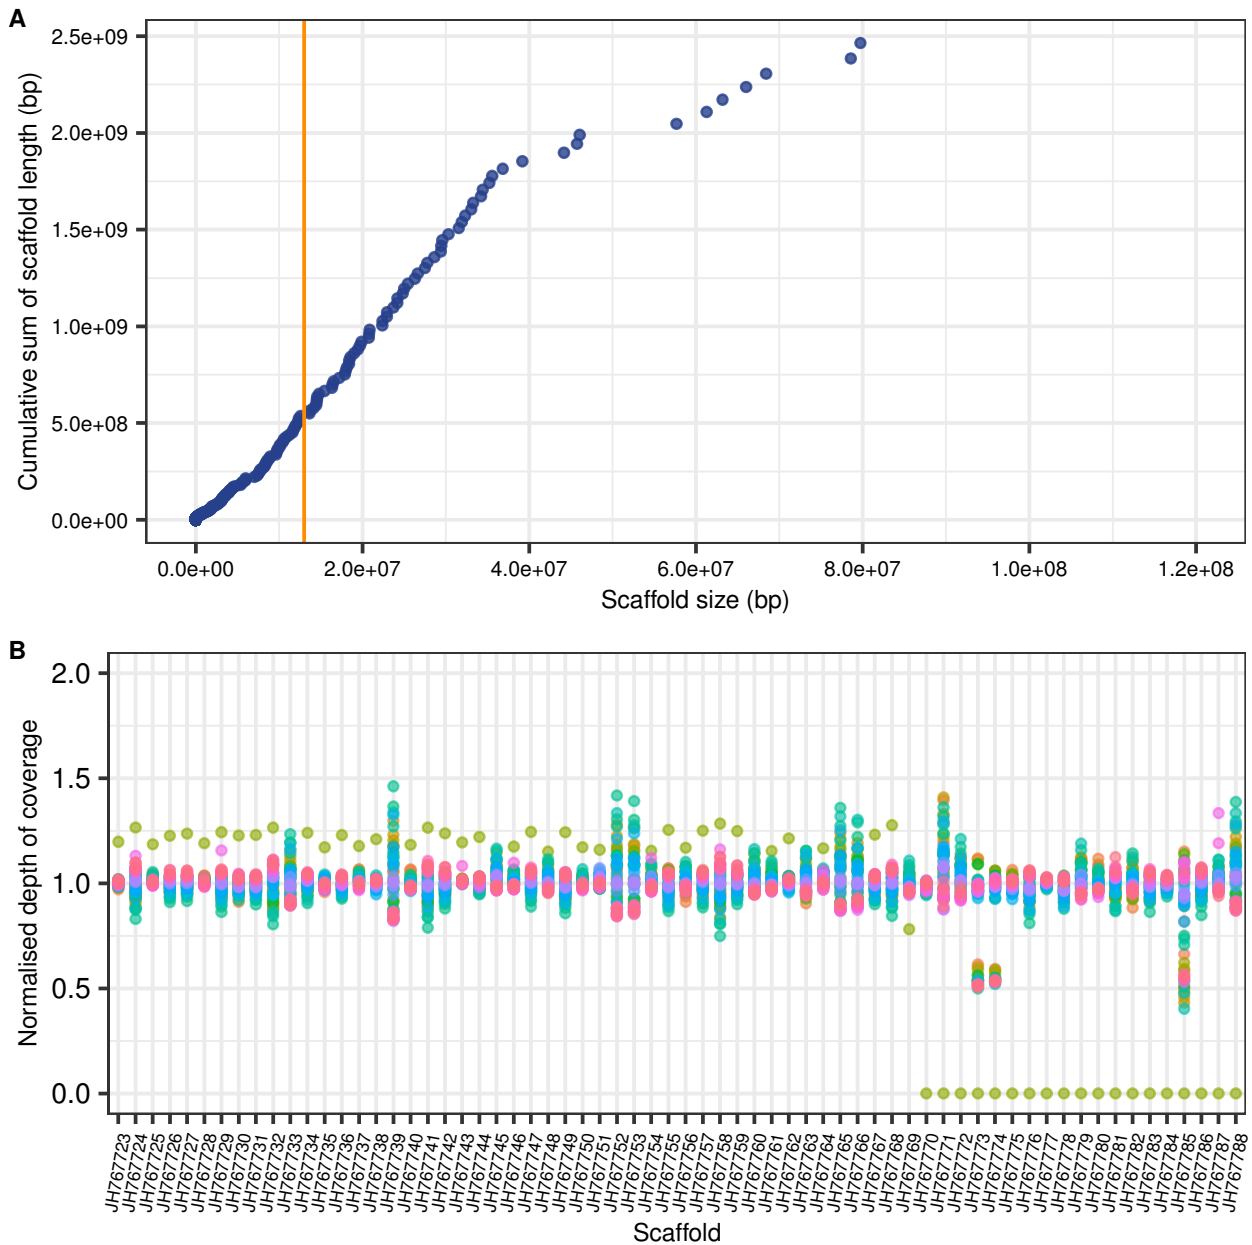 A
Cumulative sum of scaffold length (bp)
2.5e+09
2.0e+09
1.5e+09
1.0e+09
5.0e+08
0.0e+00
0.0e+00 2.0e+07 4.0e+07 6.0e+07 8.0e+07 1.0e+08 1.2e+08
Scaffold size (bp)
B
Normalised depth of coverage
2.0
1.5
1.0
0.5
0.0
JH767723
JH767724
JH767725
JH767726
JH767727
JH767728
JH767729
JH767730
JH767731
JH767732
JH767733
JH767734
JH767735
JH767736
JH767737
JH767738
JH767739
JH767740
JH767741
JH767742
JH767743
JH767744
JH767745
JH767746
JH767747
JH767748
JH767749
JH767750
JH767751
JH767752
JH767753
JH767754
JH767755
JH767756
JH767757
JH767758
JH767759
JH767760
JH767761
JH767762
JH767763
JH767764
JH767765
JH767766
JH767767
JH767768
JH767769
JH767770
JH767771
JH767772
JH767773
JH767774
JH767775
JH767776
JH767777
JH767778
JH767779
JH767780
JH767781
JH767782
JH767783
JH767784
JH767785
JH767786
JH767787
JH767788
Scaffold